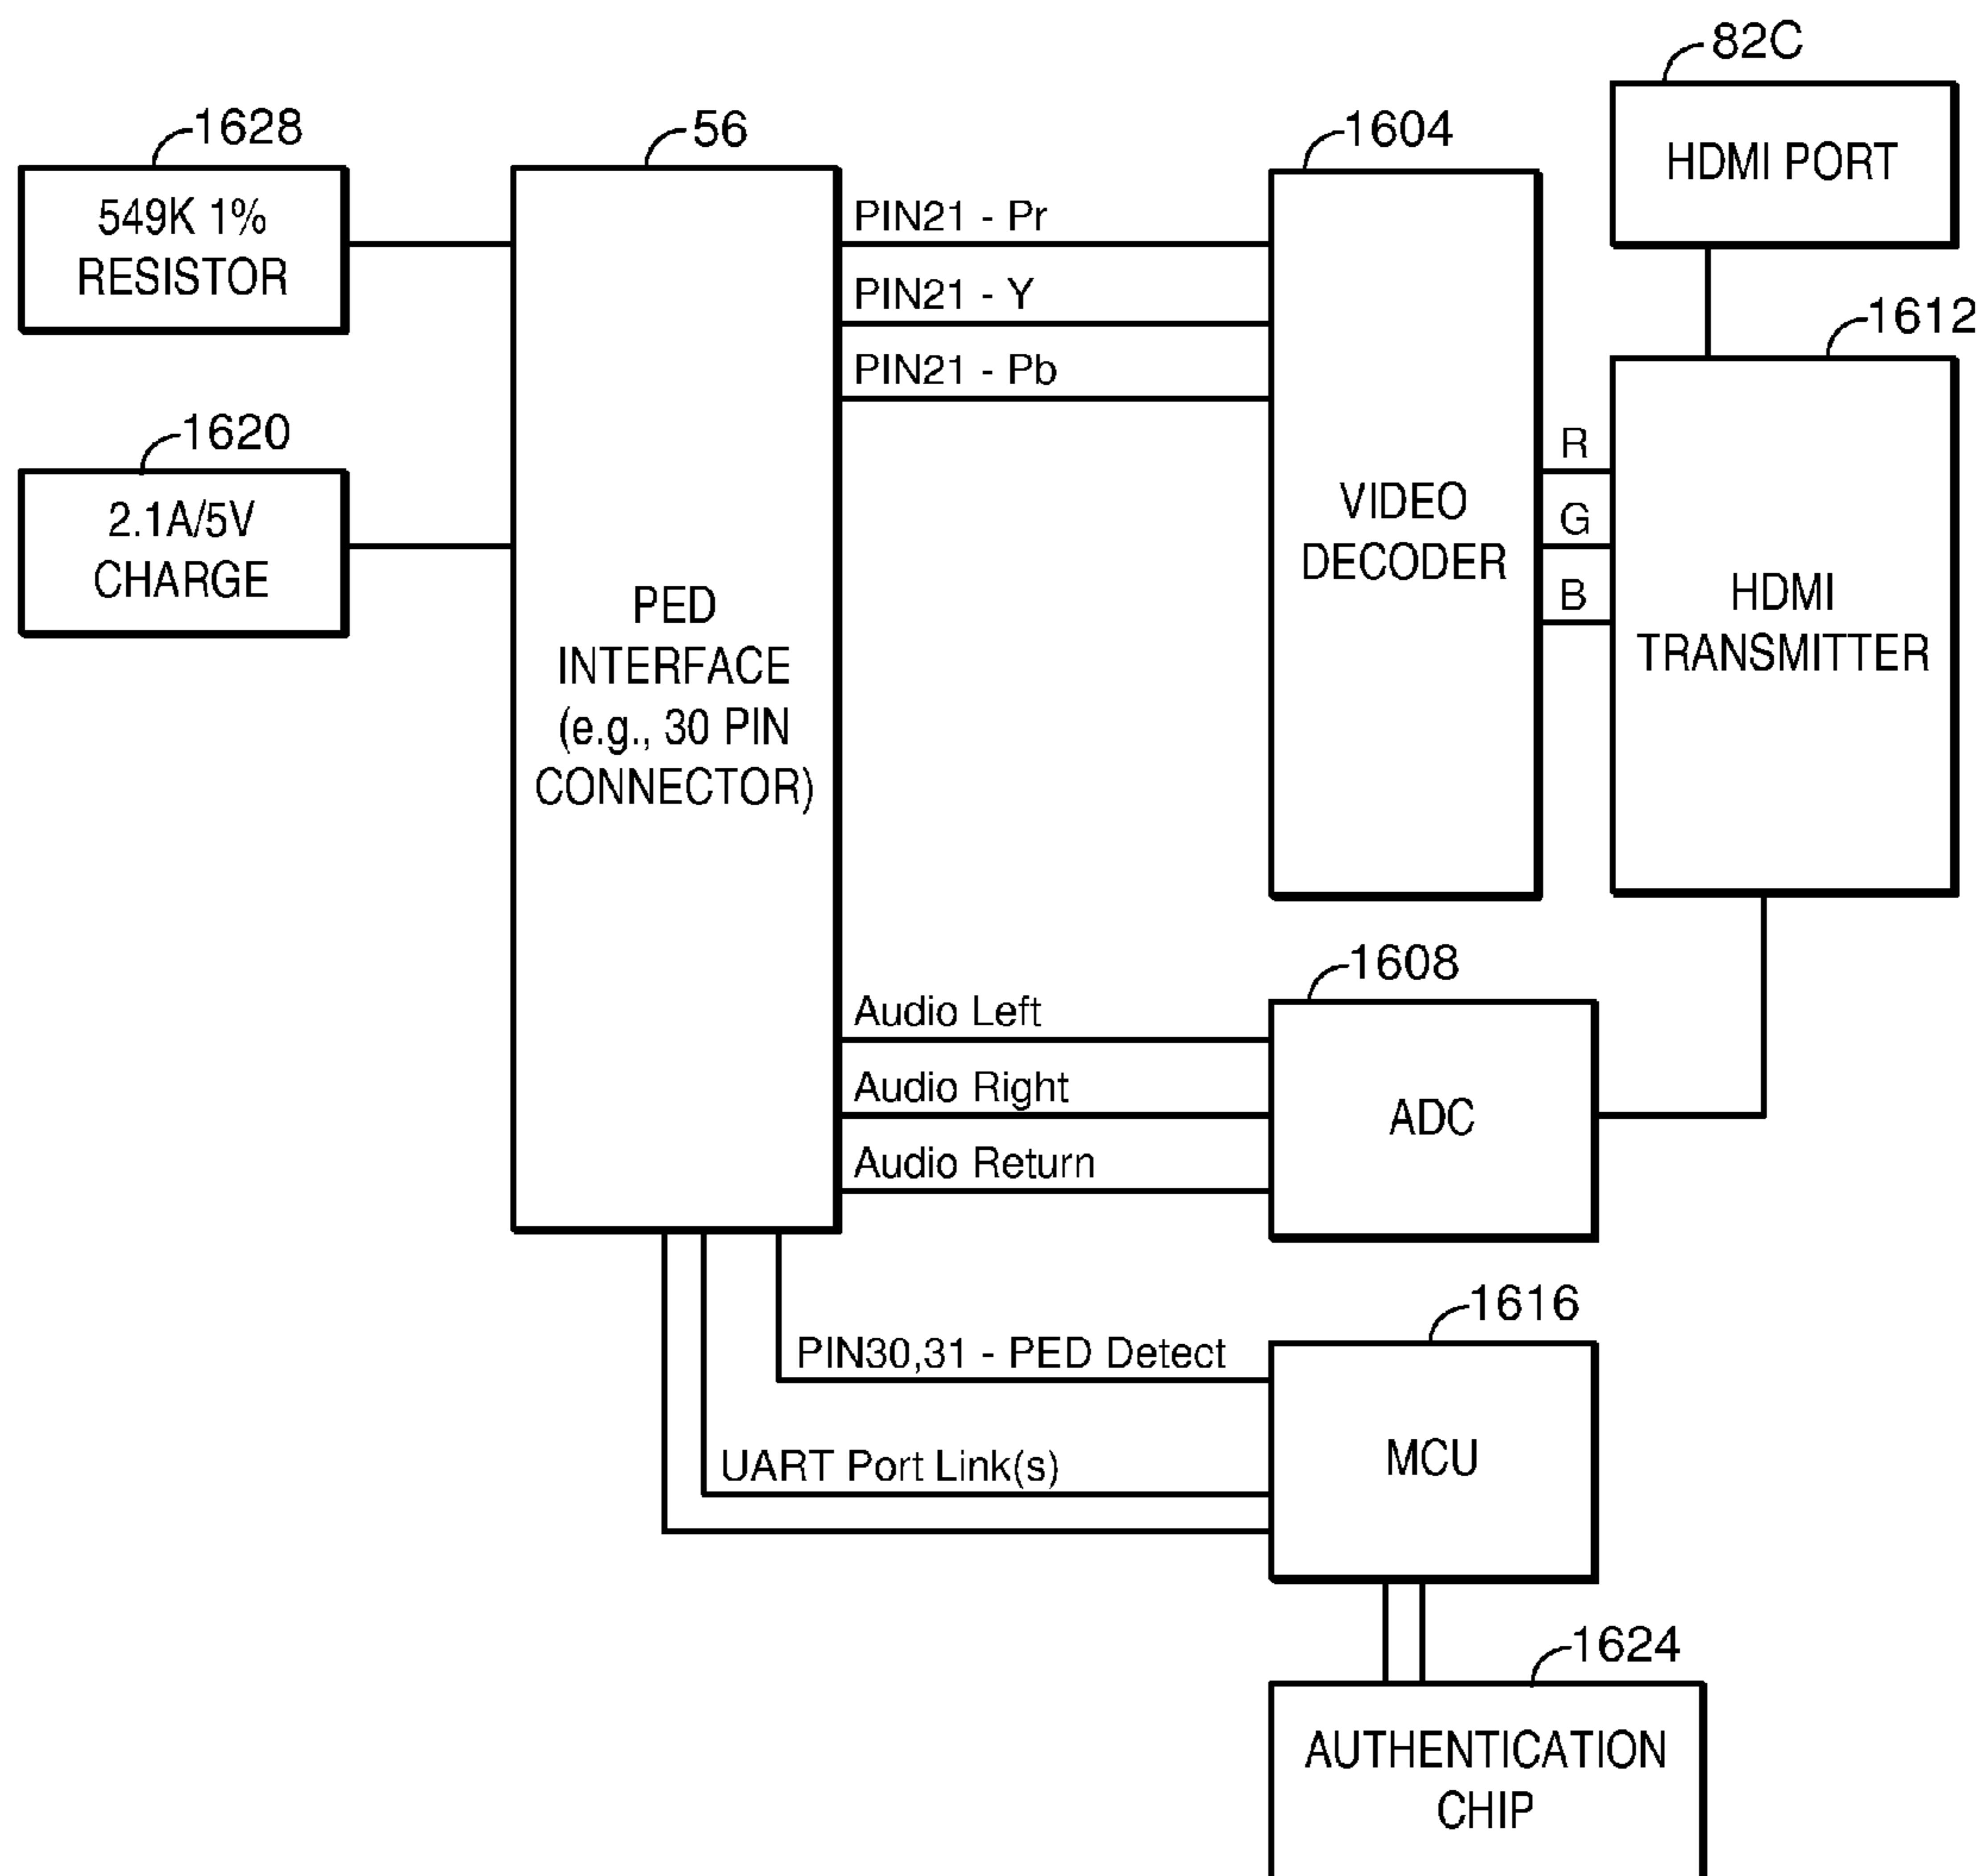 82C
HDMI PORT
1628
549K 1%
RESISTOR
56
PED
INTERFACE
(e.g., 30 PIN
CONNECTOR)
1620
2.1A/5V
CHARGE
PIN21 - Pr
PIN21 - Y
PIN21 - Pb
1604
VIDEO
DECODER
R
G
B
1612
HDMI
TRANSMITTER
Audio Left
Audio Right
Audio Return
1608
ADC
PIN30,31 - PED Detect
UART Port Link(s)
1616
MCU
1624
AUTHENTICATION
CHIP